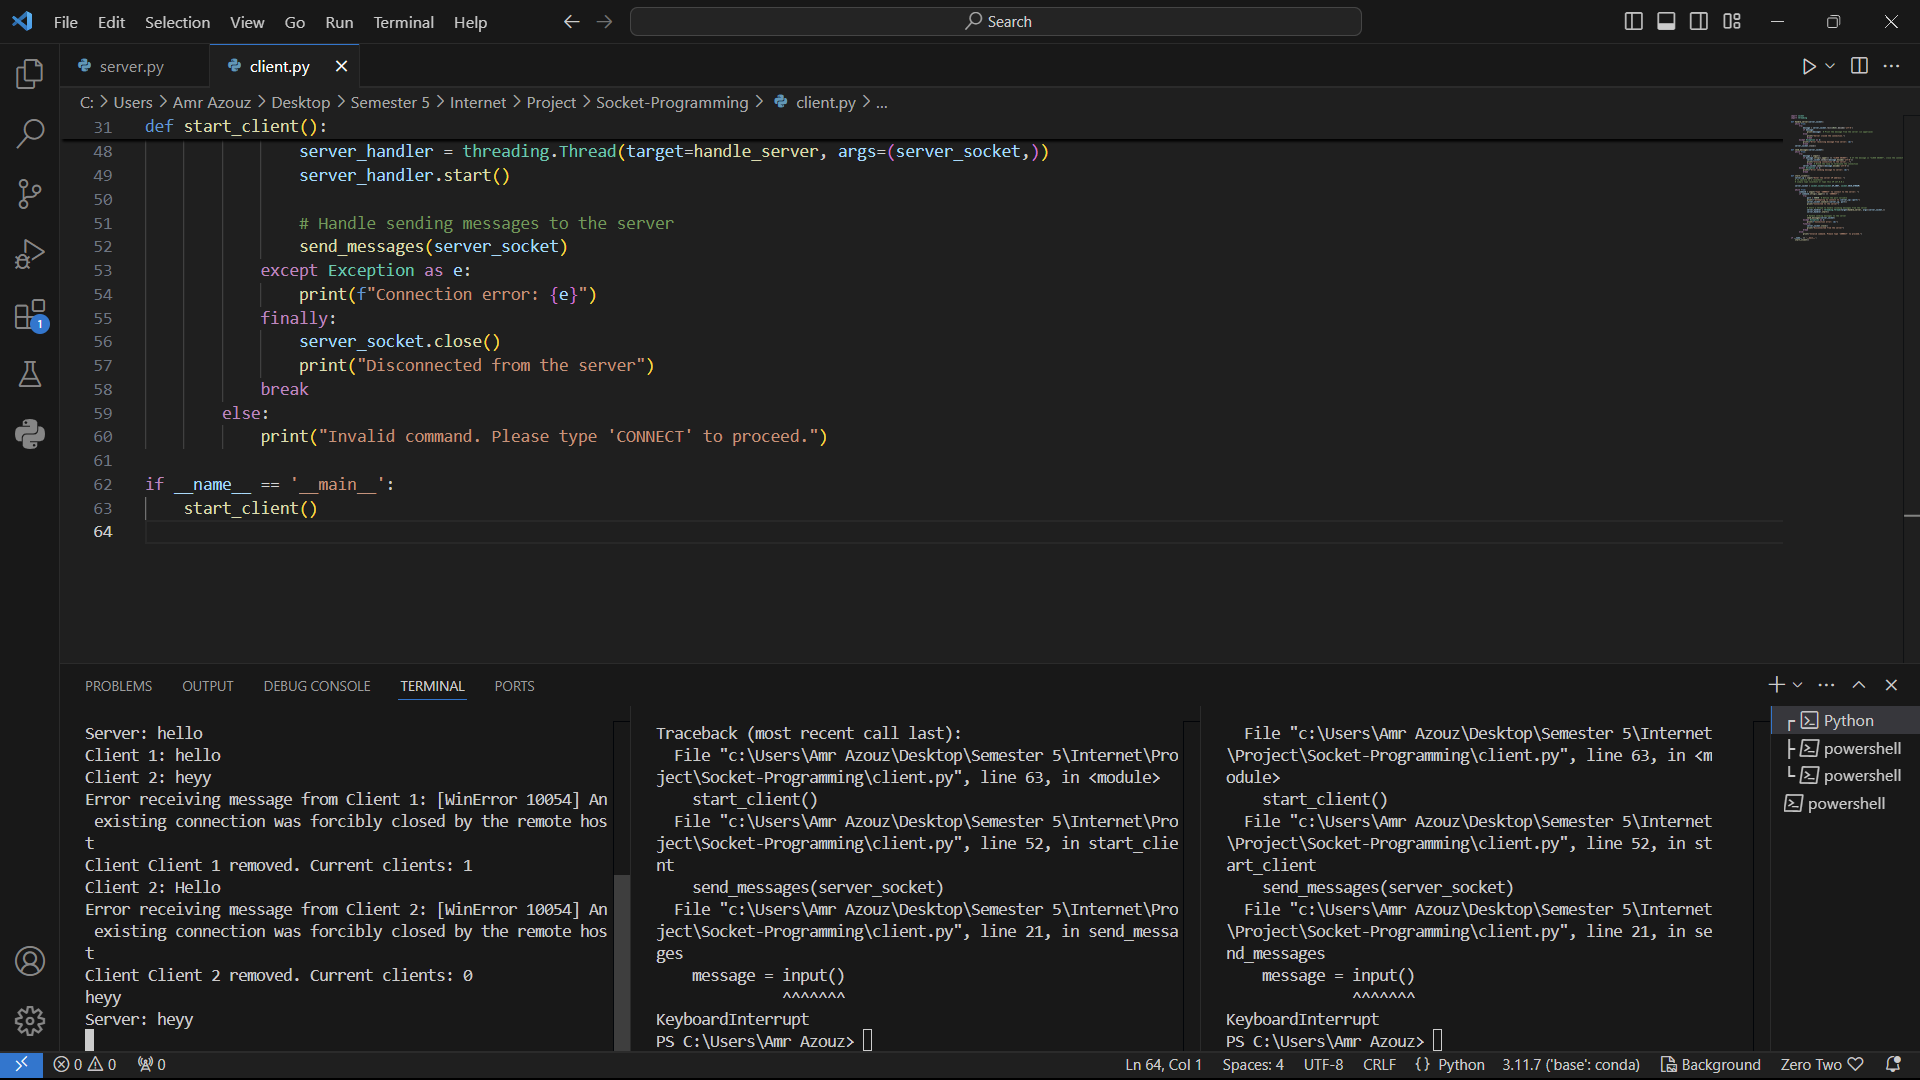 File Edit Selection View Go Run Terminal Help
Search
server.py
client.py
C: > Users > Amr Azouz > Desktop > Semester 5 > Internet > Project > Socket-Programming > client.py > ...
31 def start_client():
48 server_handler = threading.Thread(target=handle_server, args=(server_socket,))
49 server_handler.start()
50
51 # Handle sending messages to the server
52 send_messages(server_socket)
53 except Exception as e:
54 print(f"Connection error: {e}")
55 finally:
56 server_socket.close()
57 print("Disconnected from the server")
58 break
59 else:
60 print("Invalid command. Please type 'CONNECT' to proceed.")
61
62 if __name__ == '__main__':
63 start_client()
64
1
PROBLEMS OUTPUT DEBUG CONSOLE TERMINAL PORTS
Server: hello
Client 1: hello
Client 2: heyy
Error receiving message from Client 1: [WinError 10054] An
existing connection was forcibly closed by the remote hos
t
Client Client 1 removed. Current clients: 1
Client 2: Hello
Error receiving message from Client 2: [WinError 10054] An
existing connection was forcibly closed by the remote hos
t
Client Client 2 removed. Current clients: 0
heyy
Server: heyy
Traceback (most recent call last):
File "c:\Users\Amr Azouz\Desktop\Semester 5\Internet\Pro
ject\Socket-Programming\client.py", line 63, in <module>
start_client()
File "c:\Users\Amr Azouz\Desktop\Semester 5\Internet\Pro
ject\Socket-Programming\client.py", line 52, in start_clie
nt
send_messages(server_socket)
File "c:\Users\Amr Azouz\Desktop\Semester 5\Internet\Pro
ject\Socket-Programming\client.py", line 21, in send_messa
ges
message = input()
^^^^^^^
KeyboardInterrupt
PS C:\Users\Amr Azouz>
File "c:\Users\Amr Azouz\Desktop\Semester 5\Internet
\Project\Socket-Programming\client.py", line 63, in <m
odule>
start_client()
File "c:\Users\Amr Azouz\Desktop\Semester 5\Internet
\Project\Socket-Programming\client.py", line 52, in st
art_client
send_messages(server_socket)
File "c:\Users\Amr Azouz\Desktop\Semester 5\Internet
\Project\Socket-Programming\client.py", line 21, in se
nd_messages
message = input()
^^^^^^^
KeyboardInterrupt
PS C:\Users\Amr Azouz>
Python
powershell
powershell
powershell
0 0 0
Ln 64, Col 1 Spaces: 4 UTF-8 CRLF {} Python 3.11.7 ('base': conda) Background Zero Two